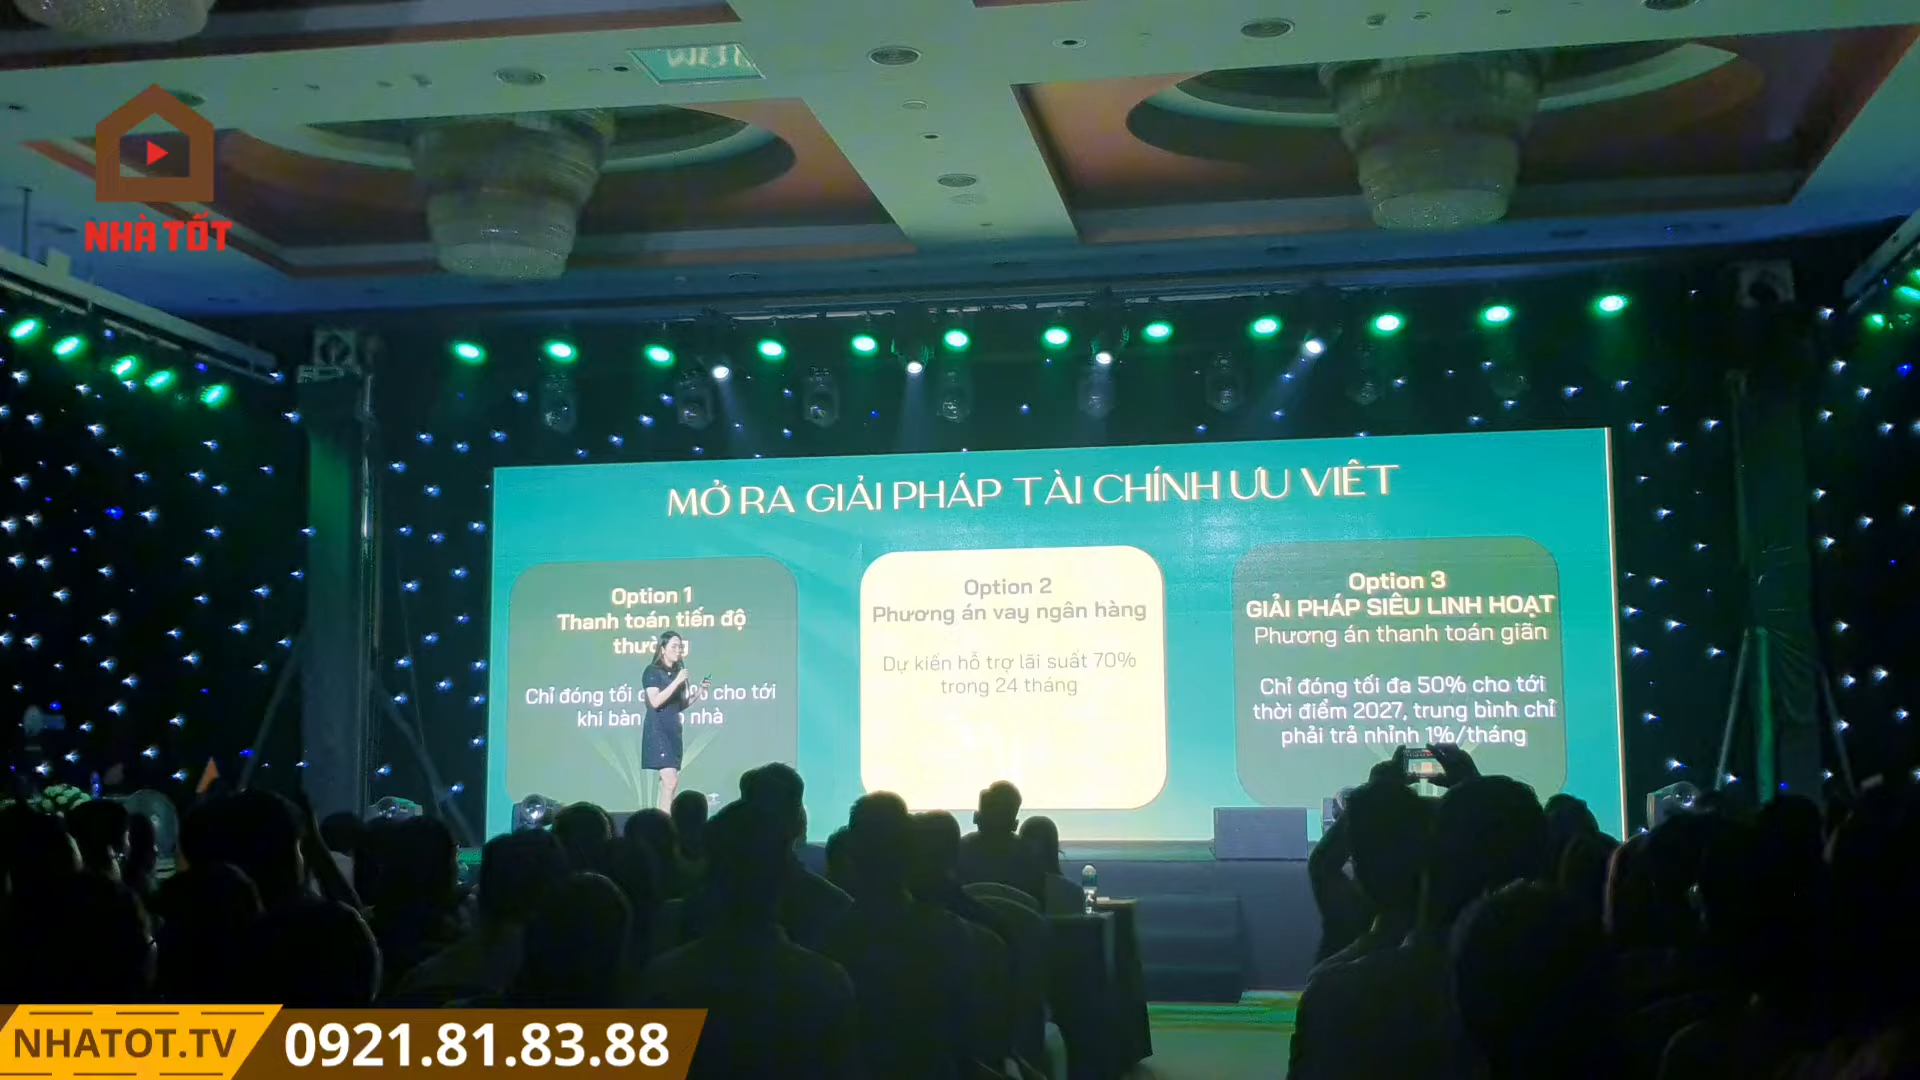 NHÀ TỐT
MỞ RA GIẢI PHÁP TÀI CHÍNH ƯU VIỆT
Option 1
Thanh toán tiến độ
Chỉ đóng tối cho tới
khi bàn nhà
Option 2
Phương án vay ngân hàng
Dự kiến hỗ trợ lãi suất 70%
trong 24 tháng
Option 3
GIẢI PHÁP SIÊU LINH HOẠT
Phương án thanh toán giãn
Chỉ đóng tối đa 50% cho tới
thời điểm 2027, trung bình chỉ
phải trả nhỉnh 1%/tháng
NHATOT.TV
0921.81.83.88